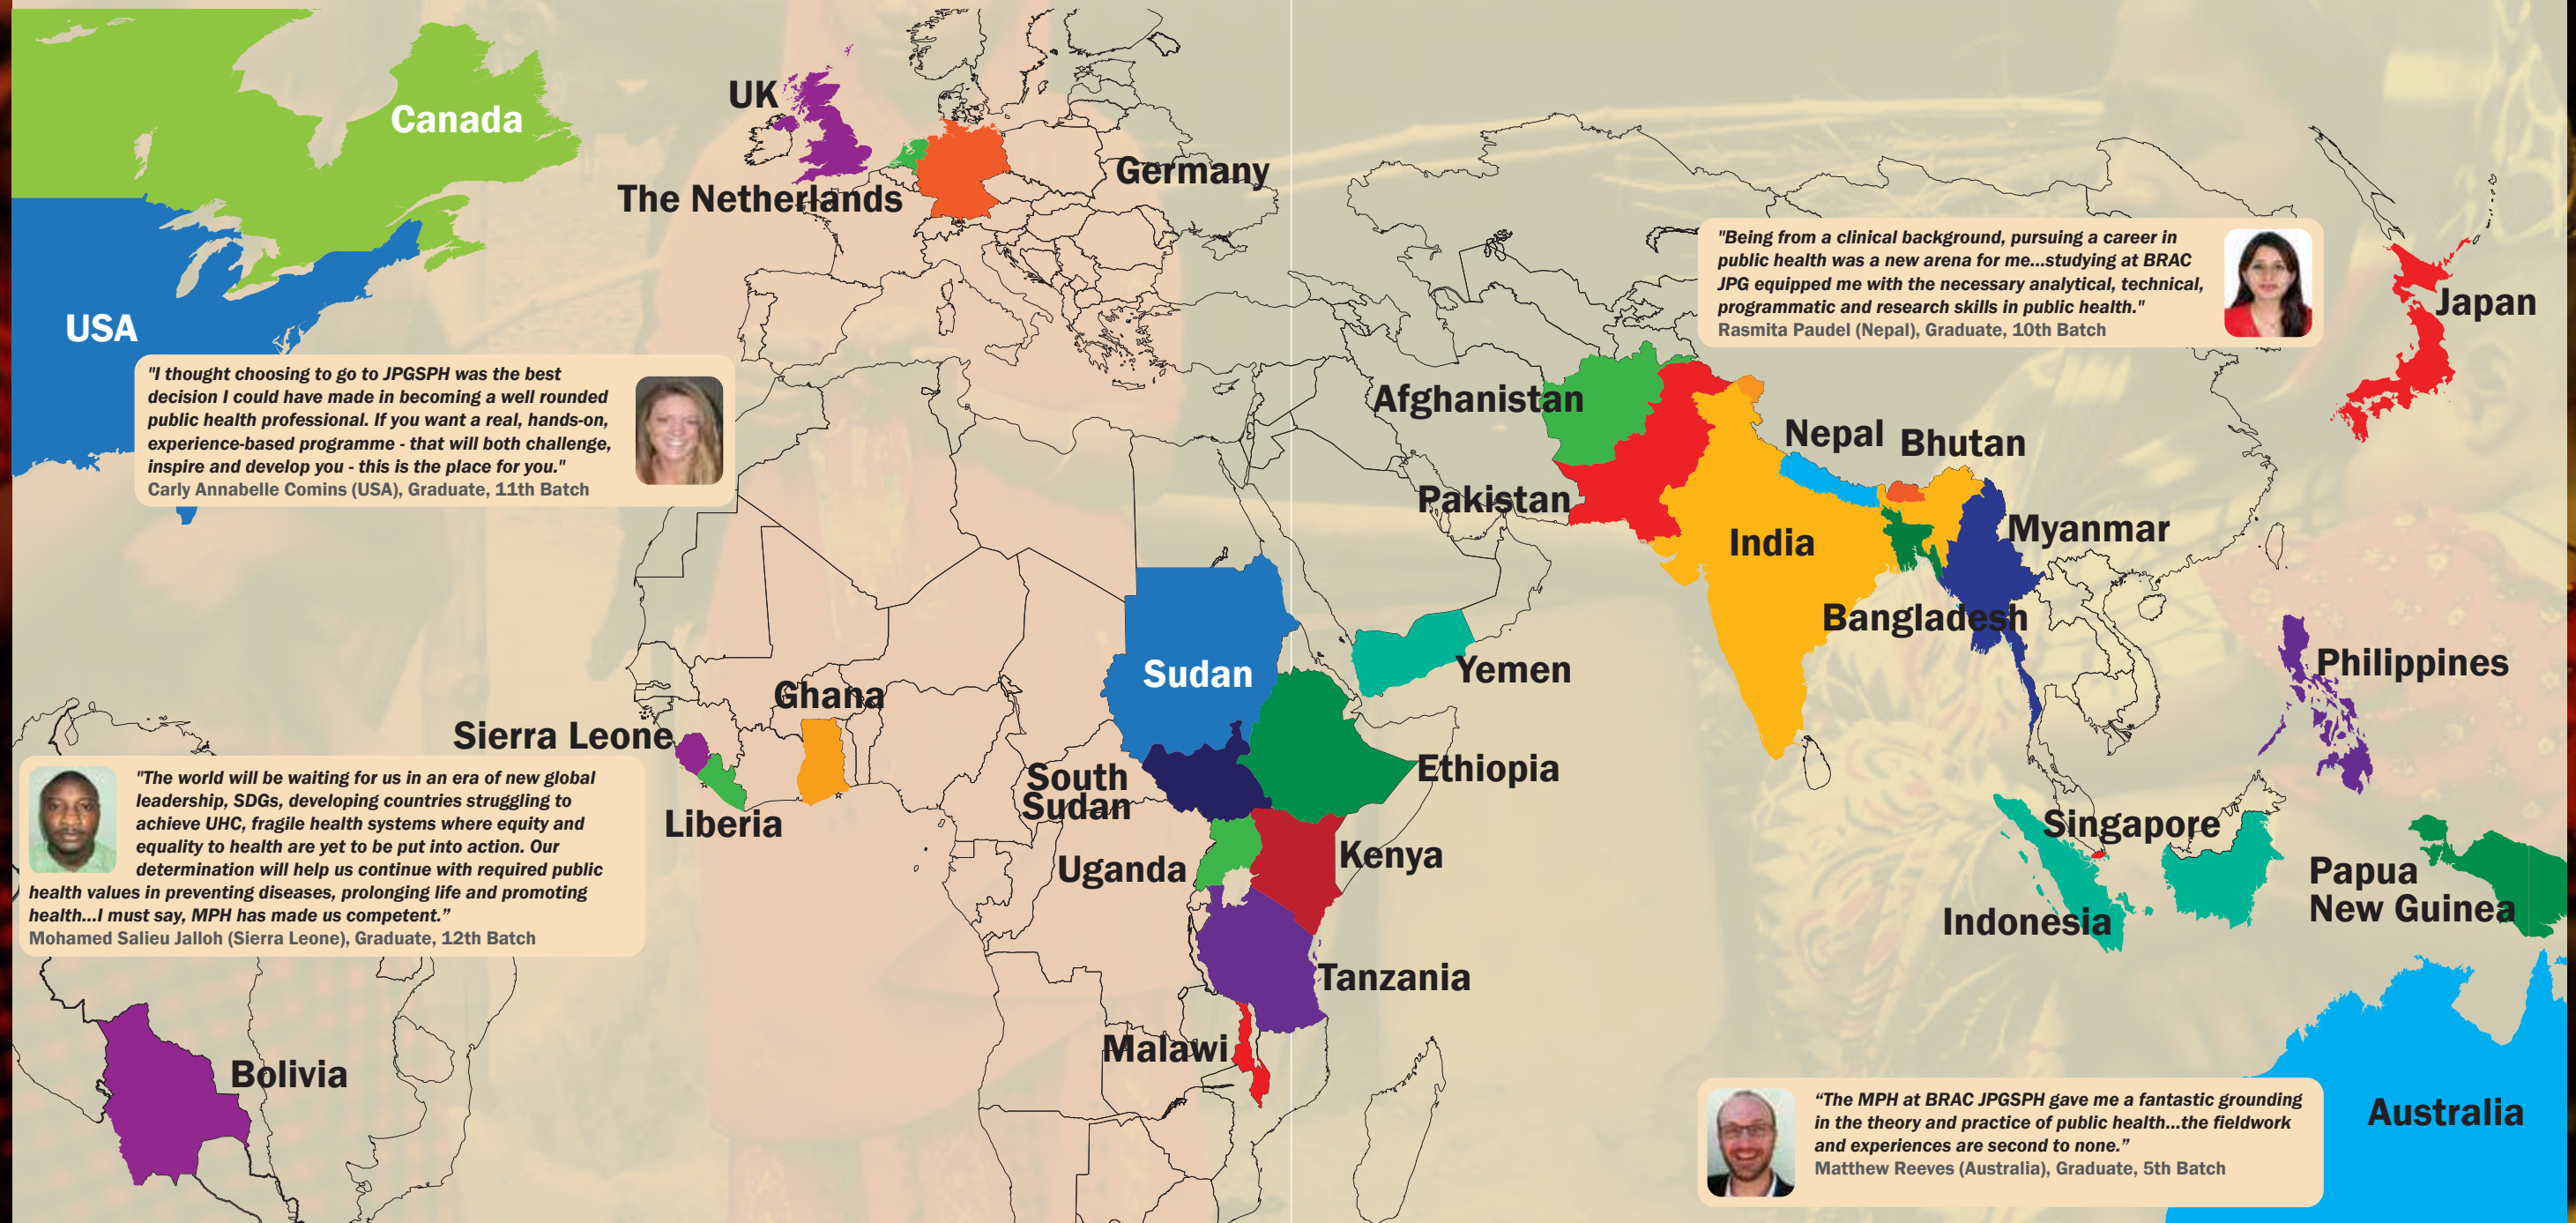 Canada
UK
The Netherlands
Germany
USA
"I thought choosing to go to JPGSPH was the best
decision I could have made in becoming a well rounded
public health professional. If you want a real, hands-on,
experience-based programme - that will both challenge,
inspire and develop you - this is the place for you."
Carly Annabelle Comins (USA), Graduate, 11th Batch
"Being from a clinical background, pursuing a career in
public health was a new arena for me...studying at BRAC
JPG equipped me with the necessary analytical, technical,
programmatic and research skills in public health."
Rasmita Paudel (Nepal), Graduate, 10th Batch
Japan
Afghanistan
Nepal
Bhutan
Pakistan
India
Myanmar
Bangladesh
Philippines
Yemen
Sudan
Ghana
Sierra Leone
Liberia
South
Sudan
Ethiopia
Uganda
Kenya
Singapore
Indonesia
Papua
New Guinea
"The world will be waiting for us in an era of new global
leadership, SDGs, developing countries struggling to
achieve UHC, fragile health systems where equity and
equality to health are yet to be put into action. Our
determination will help us continue with required public
health values in preventing diseases, prolonging life and promoting
health...I must say, MPH has made us competent.”
Mohamed Salieu Jalloh (Sierra Leone), Graduate, 12th Batch
Tanzania
Malawi
Bolivia
“The MPH at BRAC JPGSPH gave me a fantastic grounding
in the theory and practice of public health...the fieldwork
and experiences are second to none.”
Matthew Reeves (Australia), Graduate, 5th Batch
Australia